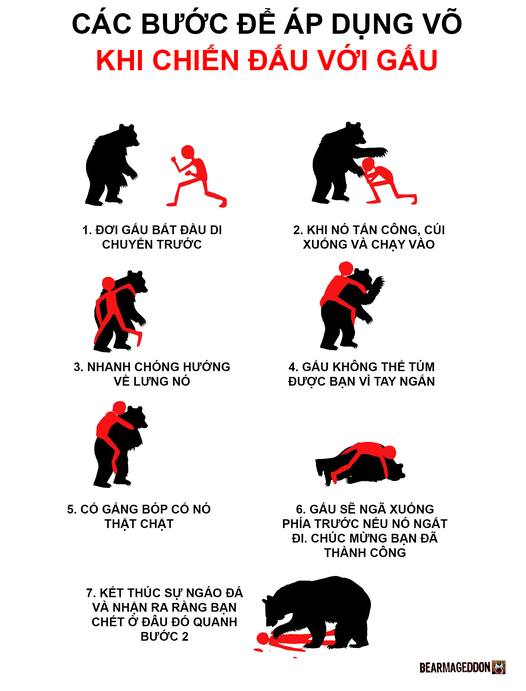 CÁC BƯỚC ĐỂ ÁP DỤNG VÕ
KHI CHIẾN ĐẤU VỚI GẤU
1. ĐỢI GẤU BẮT ĐẦU DI
CHUYỂN TRƯỚC
2. KHI NÓ TẤN CÔNG, CÚI
XUỐNG VÀ CHẠY VÀO
3. NHANH CHÓNG HƯỚNG
VỀ LƯNG NÓ
4. GẤU KHÔNG THỂ TÚM
ĐƯỢC BẠN VÌ TAY NGẮN
5. CỐ GẮNG BÓP CỔ NÓ
THẬT CHẶT
6. GẤU SẼ NGÃ XUỐNG
PHÍA TRƯỚC NẾU NÓ NGẤT
ĐI. CHÚC MỪNG BẠN ĐÃ
THÀNH CÔNG
7. KẾT THÚC SỰ NGÁO ĐÁ
VÀ NHẬN RA RẰNG BẠN
CHẾT Ở ĐÂU ĐÓ QUANH
BƯỚC 2
BEARMAGEDDON